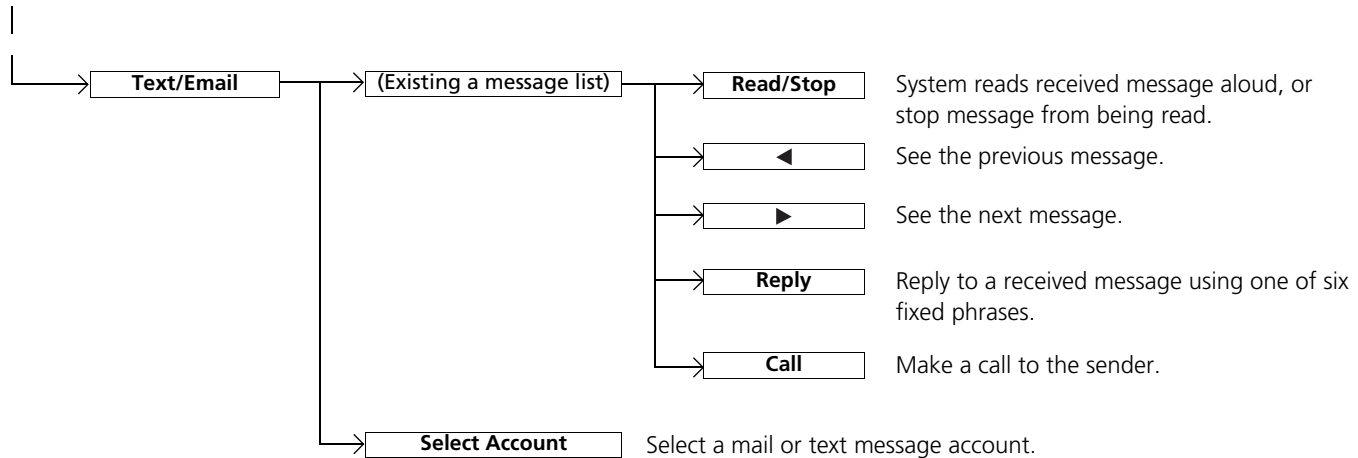 Text/Email
(Existing a message list)
Read/Stop
System reads received message aloud, or
stop message from being read.
◀
See the previous message.
▶
See the next message.
Reply
Reply to a received message using one of six
fixed phrases.
Call
Make a call to the sender.
Select Account
Select a mail or text message account.